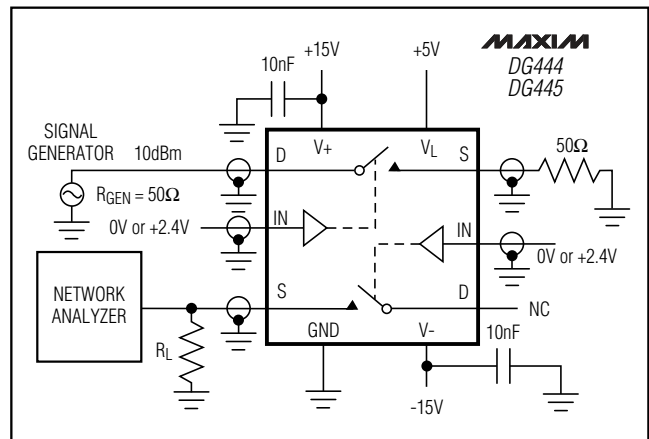 +15V
+5V
MAXIM
DG444
DG445
10nF
SIGNAL
GENERATOR
10dBm
D
V+
VL
S
50Ω
RGEN = 50Ω
IN
IN
0V or +2.4V
0V or +2.4V
NETWORK
ANALYZER
S
D
NC
RL
GND
V-
10nF
-15V